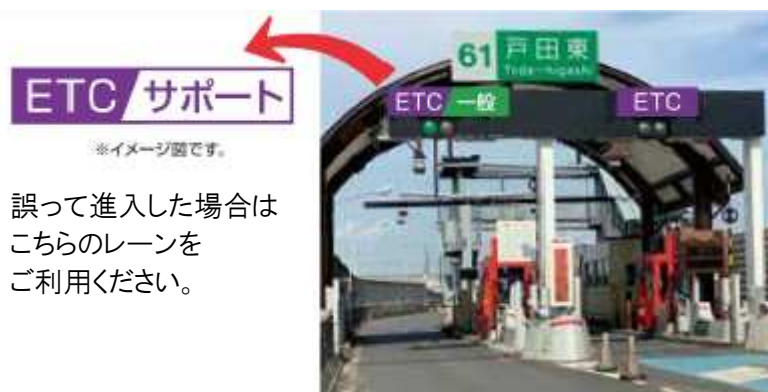 ETC/サポート
※イメージ図です。
誤って進入した場合は
こちらのレーンを
ご利用ください。
61 戸田東
Toda-higashi
ETC/一般
ETC